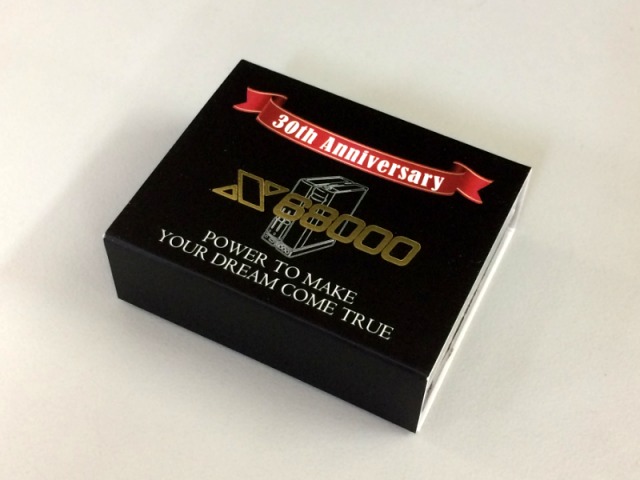 30th Anniversary
X68000
POWER TO MAKE
YOUR DREAM COME TRUE